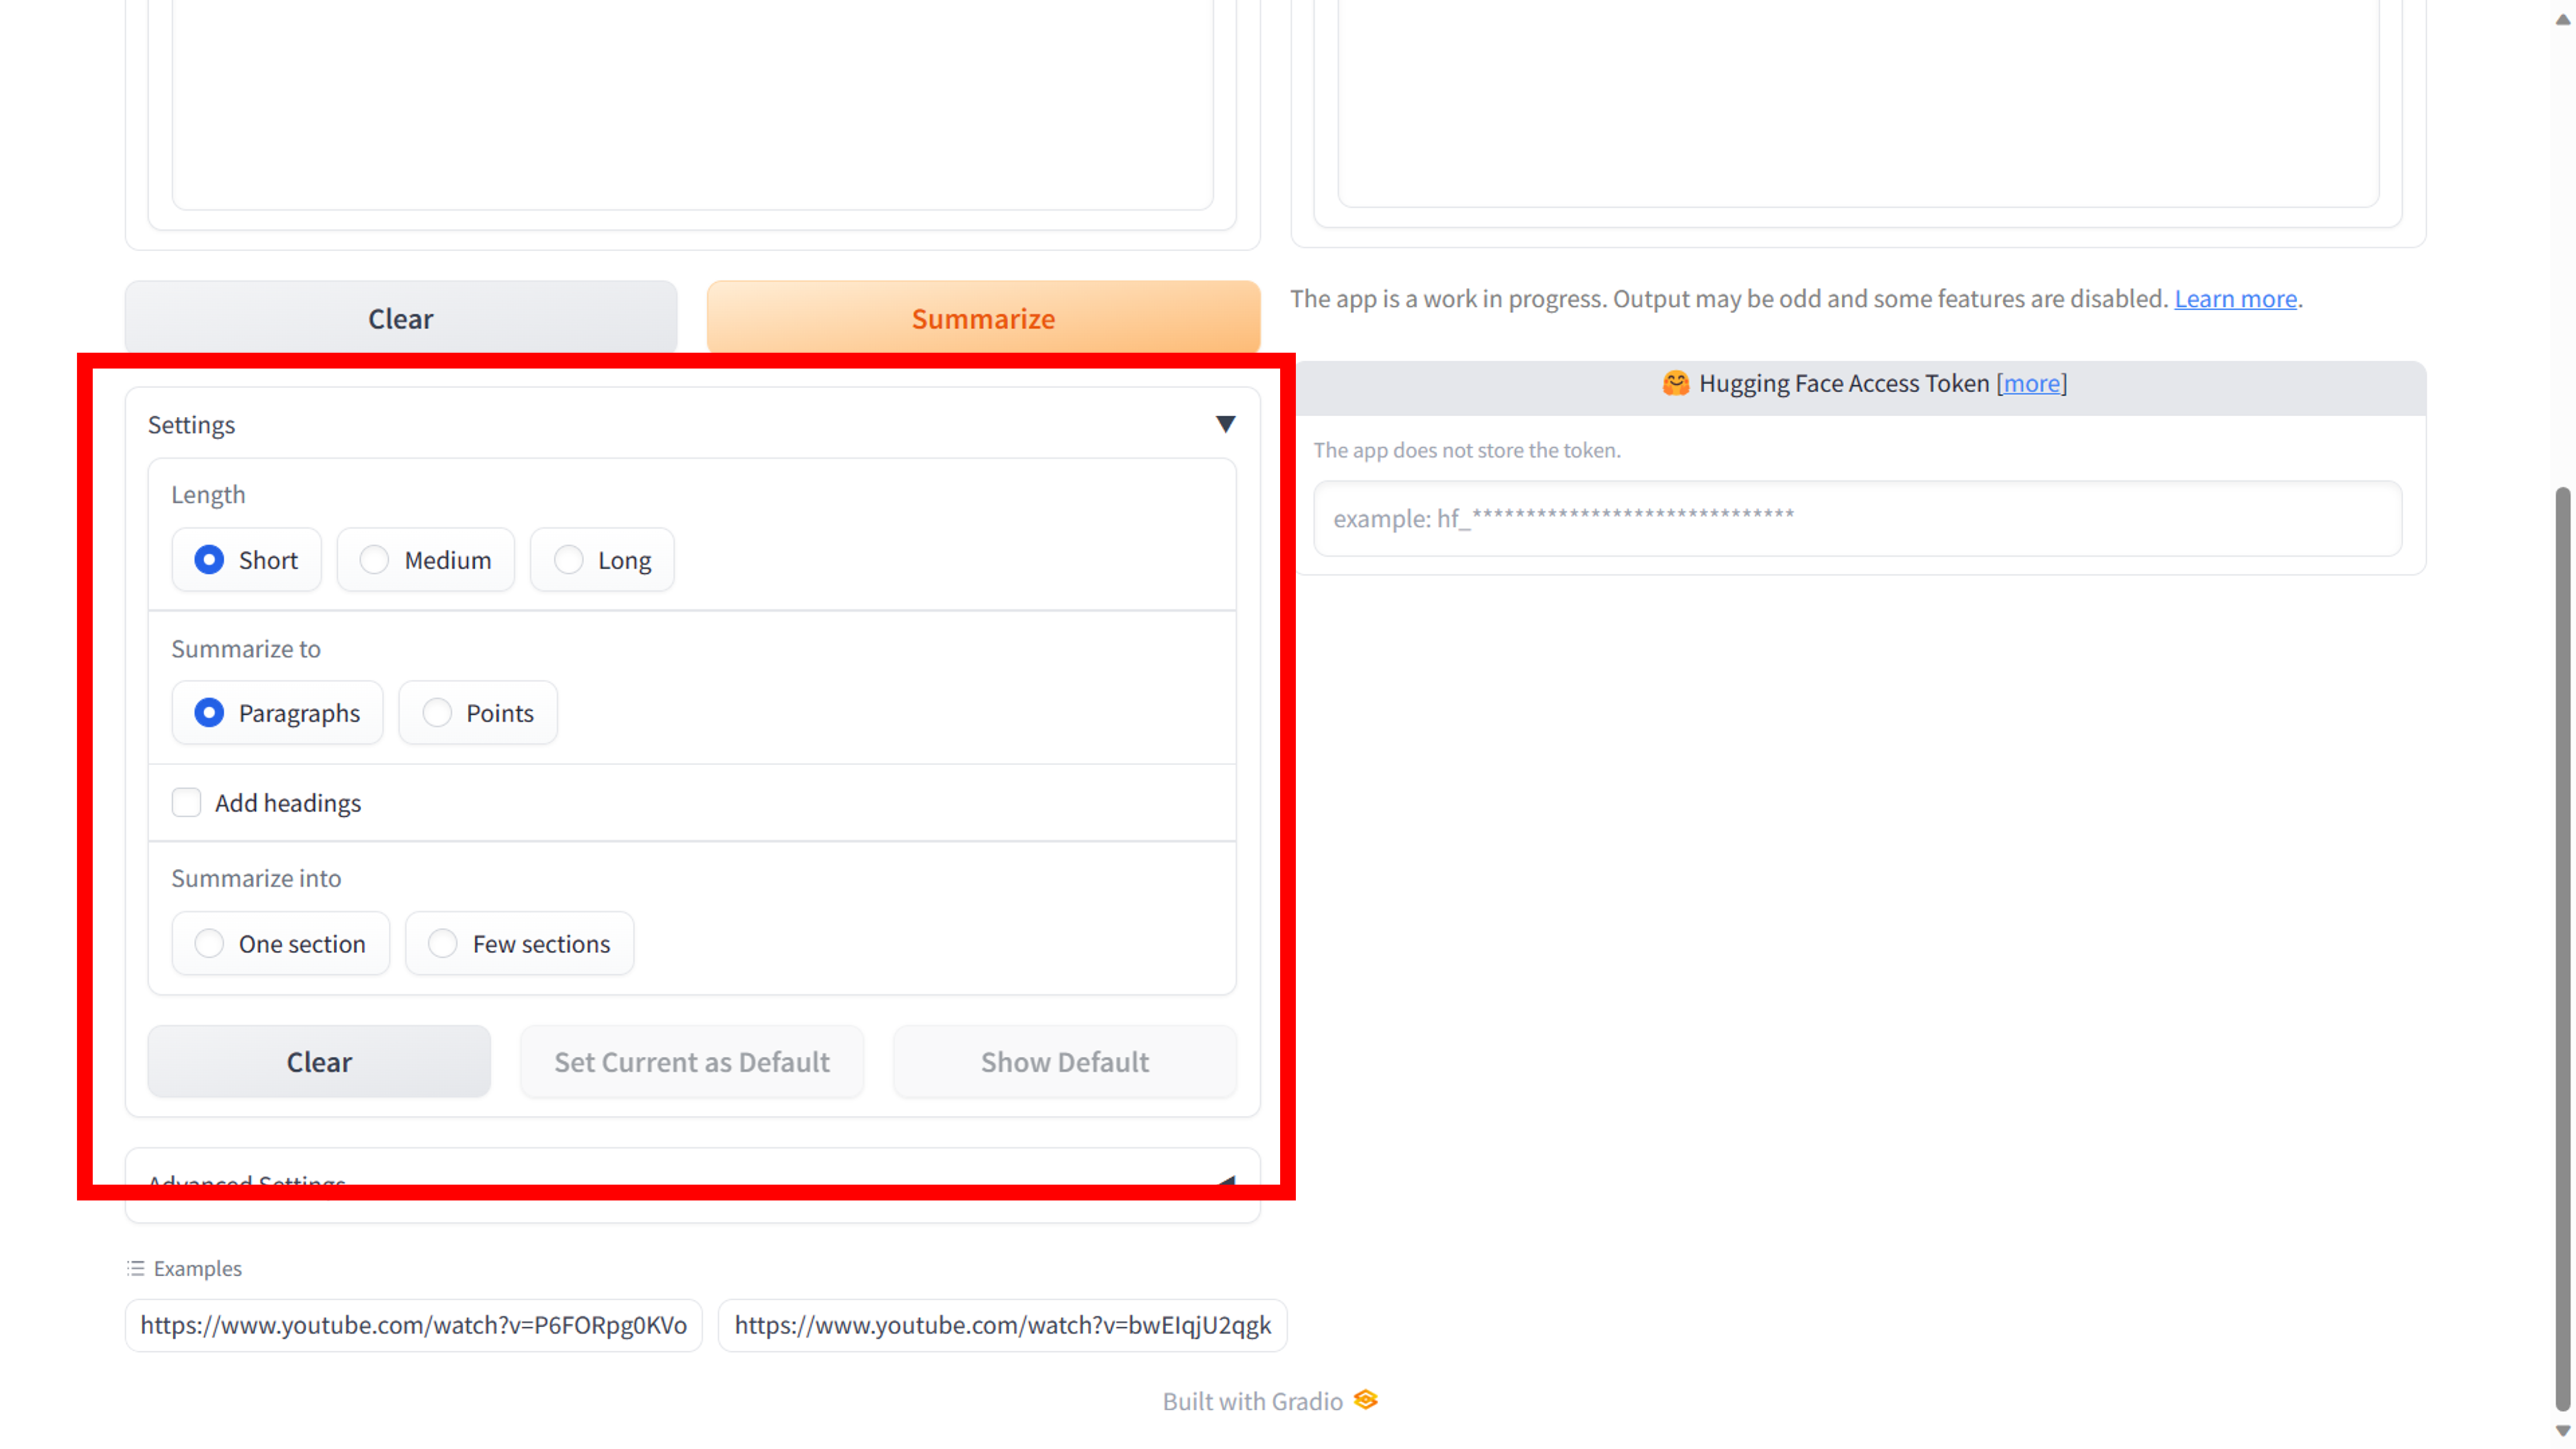 Clear
Summarize
The app is a work in progress. Output may be odd and some features are disabled. Learn more.
Settings
Length
Short
Medium
Long
Summarize to
Paragraphs
Points
Add headings
Summarize into
One section
Few sections
Clear
Set Current as Default
Show Default
Advanced Settings
🤗 Hugging Face Access Token [more]
The app does not store the token.
example: hf_******************************
Examples
https://www.youtube.com/watch?v=P6FORpg0KVo
https://www.youtube.com/watch?v=bwEIqjU2qgk
Built with Gradio